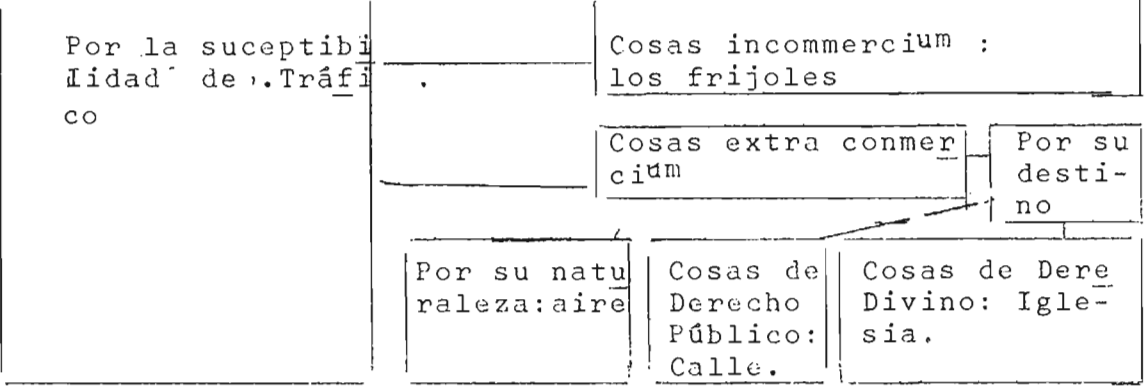 Por la suceptibi
lidad de .Tráfi
co
Cosas incommercium :
los frijoles
Cosas extra conmer
cium
Por su
desti-
no
Por su natu
raleza:aire
Cosas de
Derecho
Público:
Calle.
Cosas de Dere
Divino: Igle-
sia.